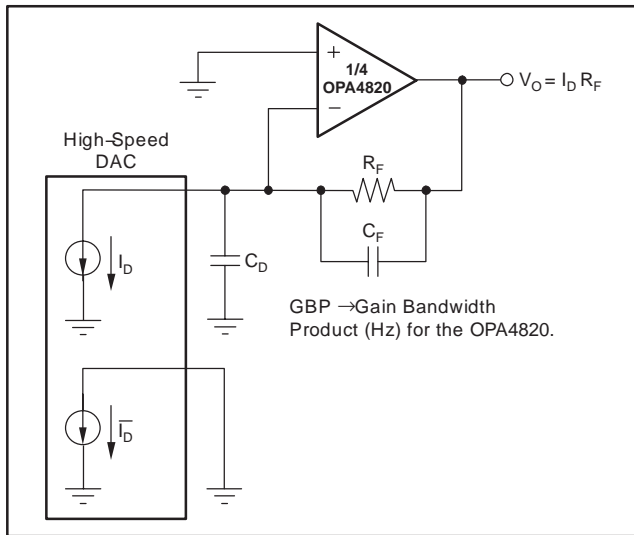 +
1/4
OPA4820
−
V_O = I_D R_F
High–Speed
DAC
R_F
C_F
I_D
C_D
GBP →Gain Bandwidth
Product (Hz) for the OPA4820.
I̅_D